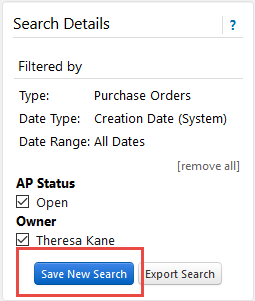 Search Details ?
Filtered by
Type: Purchase Orders
Date Type: Creation Date (System)
Date Range: All Dates
[remove all]
AP Status
Open
Owner
Theresa Kane
Save New Search Export Search